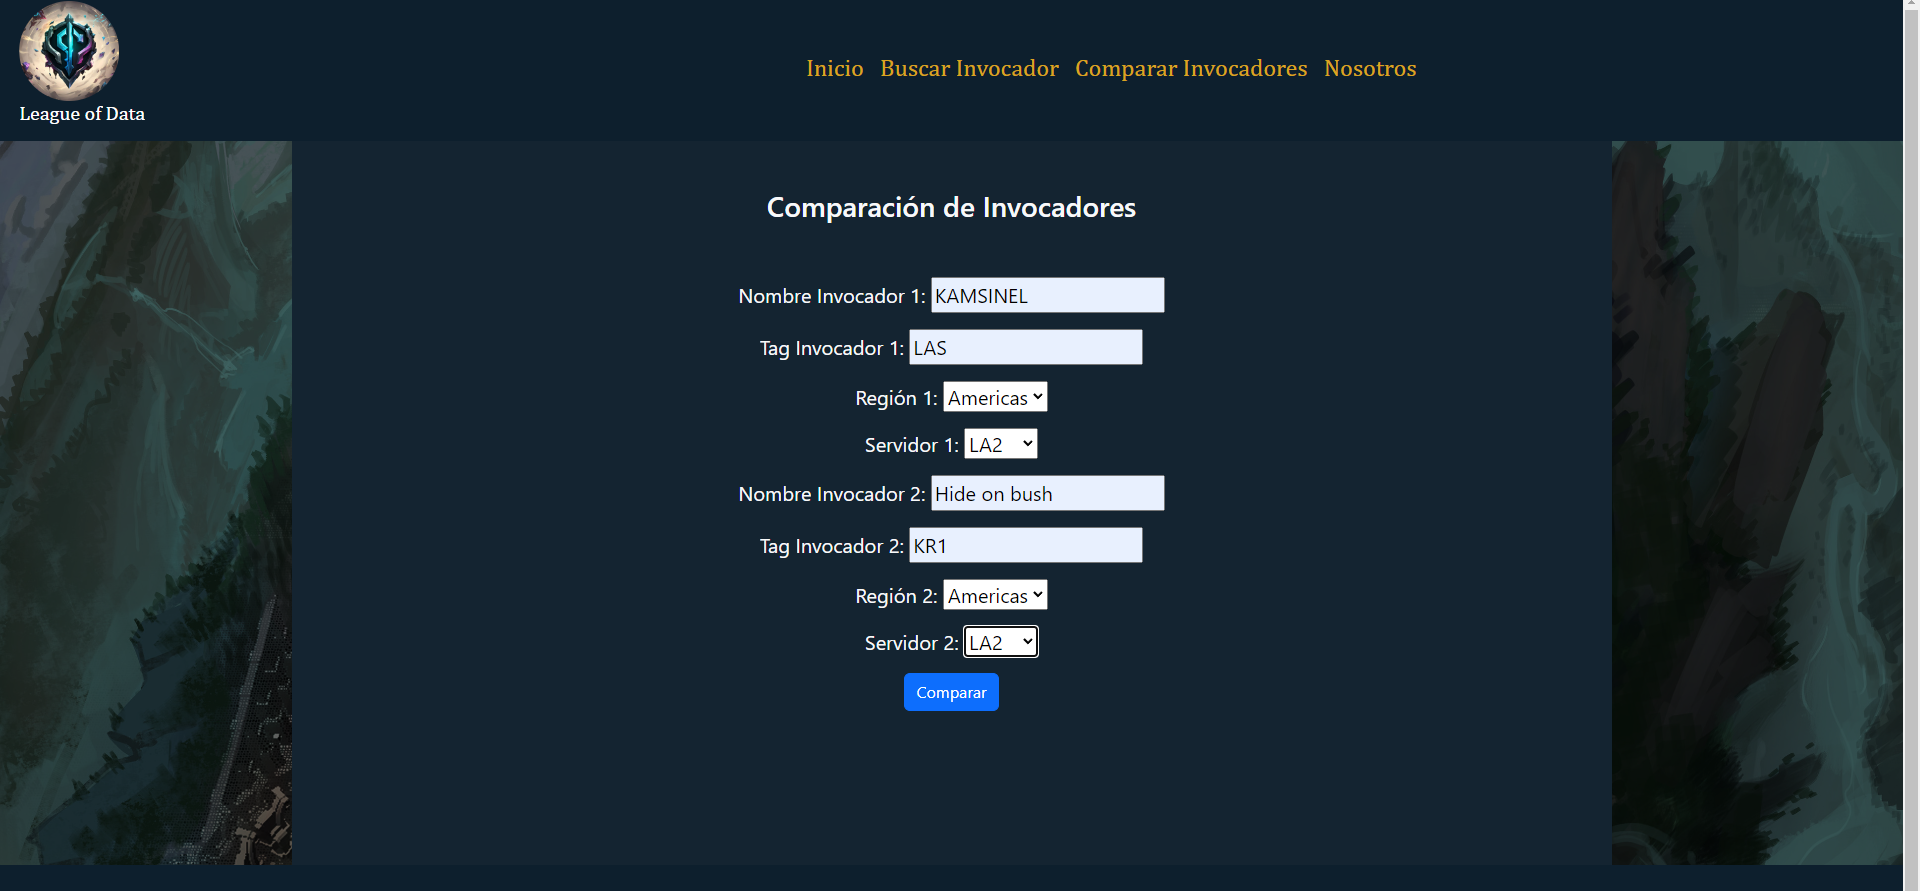 League of Data
Inicio Buscar Invocador Comparar Invocadores Nosotros
Comparación de Invocadores
Nombre Invocador 1: KAMSINEL
Tag Invocador 1: LAS
Región 1: Americas
Servidor 1: LA2
Nombre Invocador 2: Hide on bush
Tag Invocador 2: KR1
Región 2: Americas
Servidor 2: LA2
Comparar